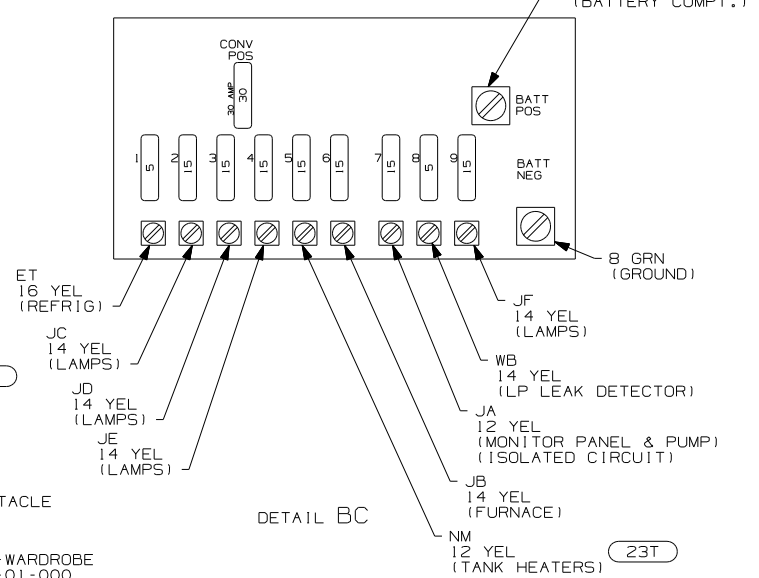 (BATTERY COMPT.)
CONV
POS
30 AMP
30
BATT
POS
1
5
2
15
3
15
4
15
5
15
6
15
7
15
8
5
9
15
BATT
NEG
8 GRN
(GROUND)
ET
16 YEL
(REFRIG)
JC
14 YEL
(LAMPS)
JD
14 YEL
(LAMPS)
JE
14 YEL
(LAMPS)
JF
14 YEL
(LAMPS)
WB
14 YEL
(LP LEAK DETECTOR)
JA
12 YEL
(MONITOR PANEL & PUMP)
(ISOLATED CIRCUIT)
JB
14 YEL
(FURNACE)
NM
12 YEL
(TANK HEATERS)
23T
DETAIL BC
TACLE
-WARDROBE
-01-000